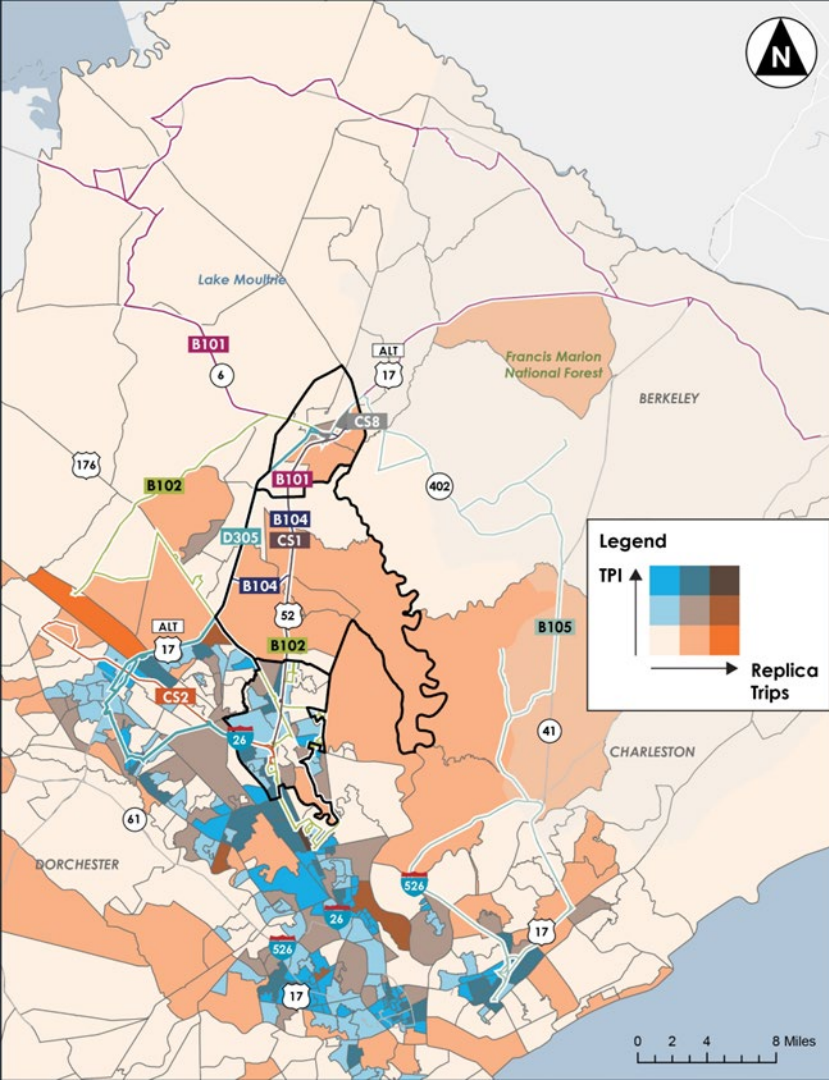 N
Lake Moultrie
B101
6
ALT
17
Francis Marion
National Forest
BERKELEY
CS8
176
B102
B101
402
B104
D305
CS1
Legend
TPI
B104
52
ALT
17
B102
B105
Replica
Trips
CS2
26
41
CHARLESTON
61
DORCHESTER
526
26
17
526
17
0 2 4 8 Miles